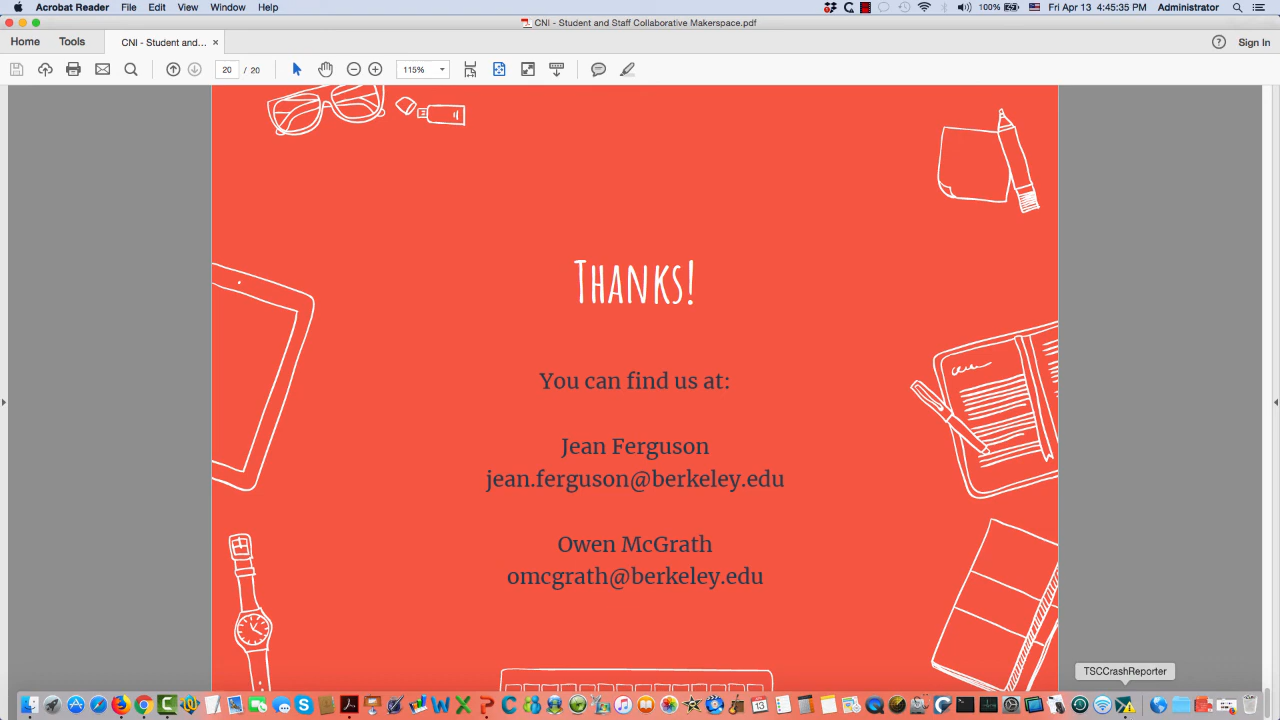 Acrobat Reader File Edit View Window Help
100% Fri Apr 13 4:45:35 PM Administrator
CNI - Student and Staff Collaborative Makerspace.pdf
Home Tools CNI - Student and... × Sign In
20 / 20 115%
THANKS!
You can find us at:
Jean Ferguson
jean.ferguson@berkeley.edu
Owen McGrath
omcgrath@berkeley.edu
TSCCrashReporter